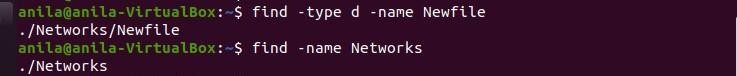 anila@anila-VirtualBox:~$ find -type d -name Newfile
./Networks/Newfile
anila@anila-VirtualBox:~$ find -name Networks
./Networks